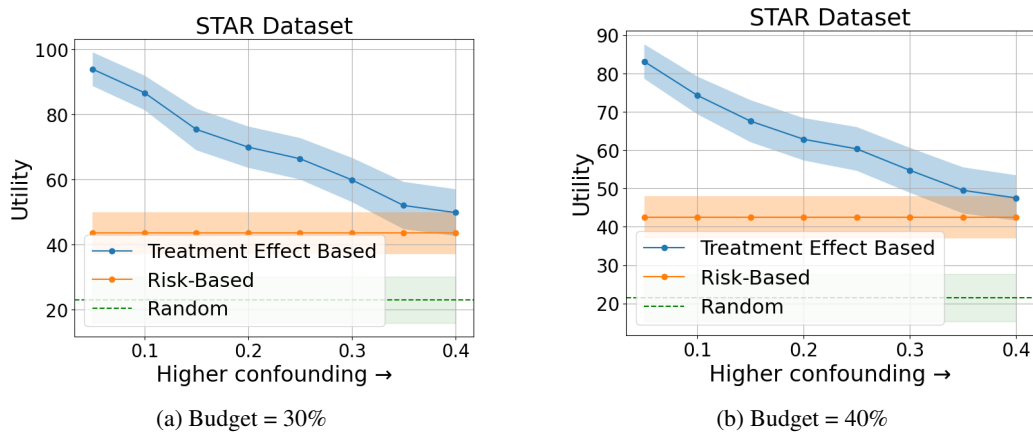 STAR Dataset
100
80
60
40
20
Utility
Treatment Effect Based
Risk-Based
Random
0.1 0.2 0.3 0.4
Higher confounding →
(a) Budget = 30%
STAR Dataset
90
80
70
60
50
40
30
20
Utility
Treatment Effect Based
Risk-Based
Random
0.1 0.2 0.3 0.4
Higher confounding →
(b) Budget = 40%